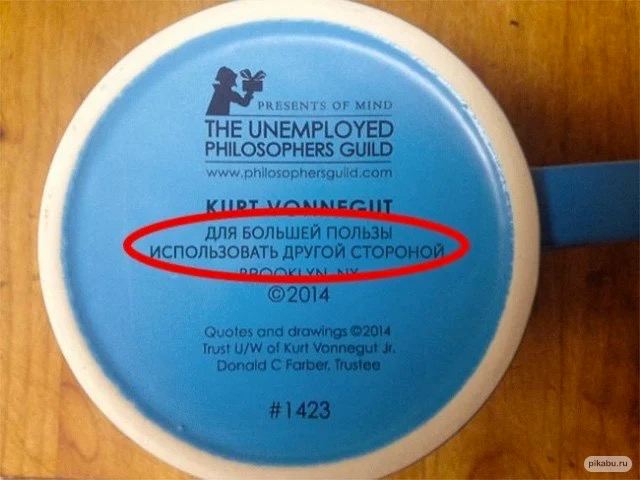 PRESENTS OF MIND
THE UNEMPLOYED
PHILOSOPHERS GUILD
www.philosophersguild.com
KURT VONNEGUT
ДЛЯ БОЛЬШЕЙ ПОЛЬЗЫ
ИСПОЛЬЗОВАТЬ ДРУГОЙ СТОРОНОЙ
BROOKLYN, NY
©2014
Quotes and drawings ©2014
Trust U/W of Kurt Vonnegut Jr.
Donald C Farber, Trustee
#1423
pikabu.ru